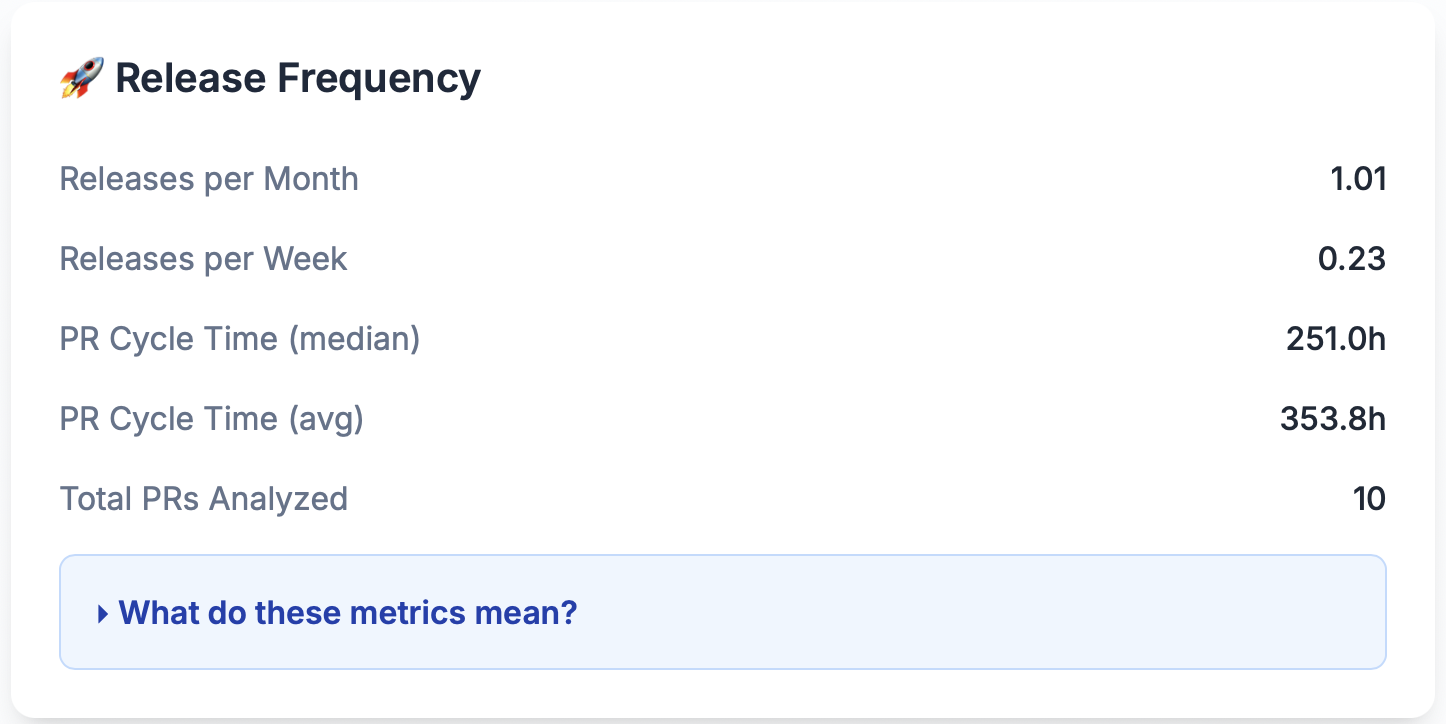 🚀 Release Frequency
Releases per Month 1.01
Releases per Week 0.23
PR Cycle Time (median) 251.0h
PR Cycle Time (avg) 353.8h
Total PRs Analyzed 10
What do these metrics mean?